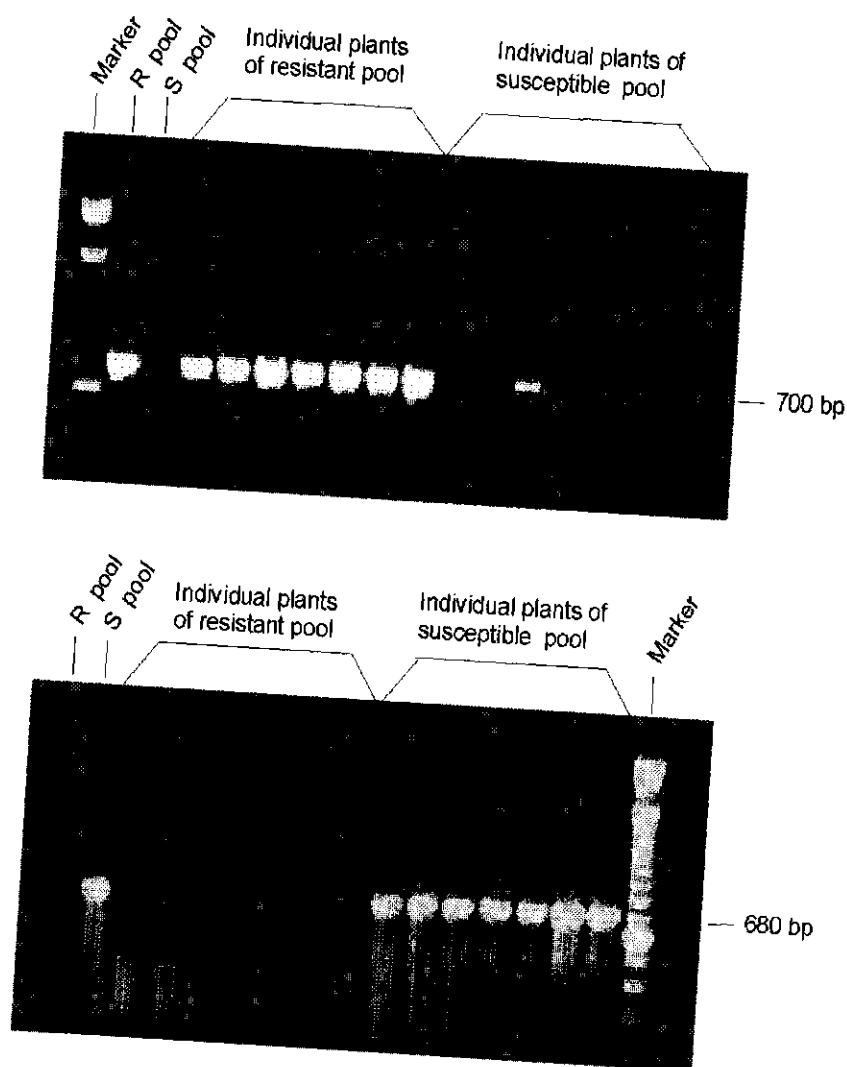 Marker
R pool
S pool
Individual plants
of resistant pool
Individual plants of
susceptible pool
700 bp
R pool
S pool
Individual plants
of resistant pool
Individual plants of
susceptible pool
Marker
680 bp